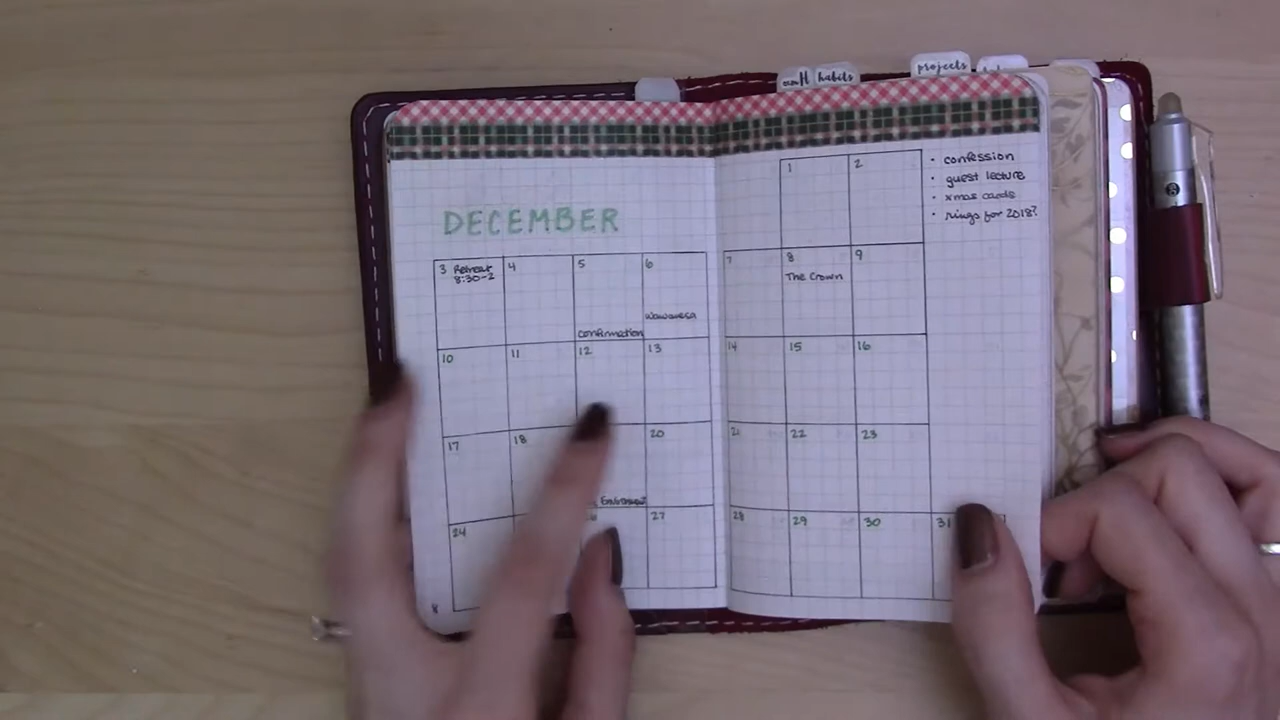 habits
projects
DECEMBER
1
2
• confession
• guest lecture
• xmas cards
• rings for 2018?
3 Retreat
8:30-2
4
5
6
7
8
9
The Crown
Wawanesa
confirmation
10
11
12
13
14
15
16
17
18
20
21
22
23
24
27
28
29
30
31
8